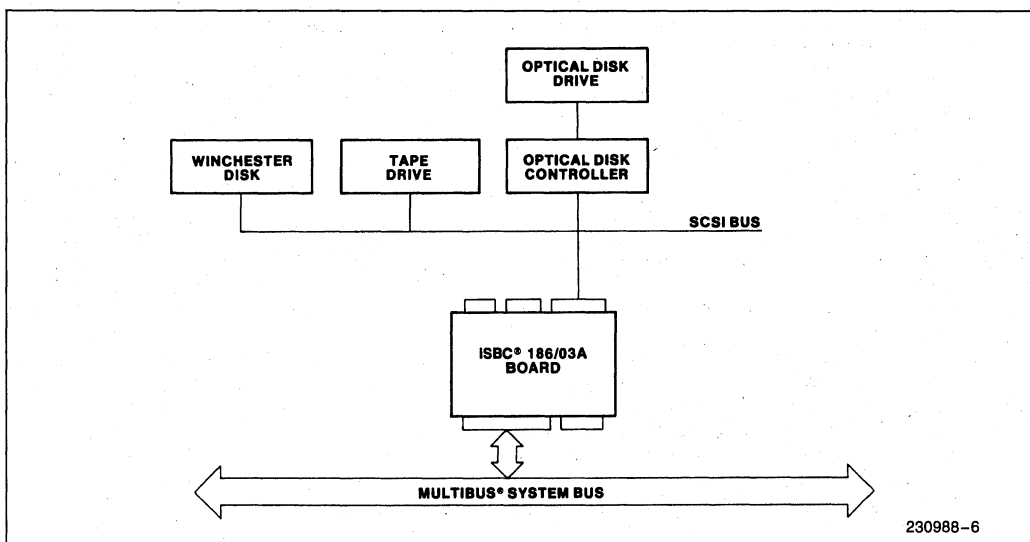 OPTICAL DISK
DRIVE
WINCHESTER
DISK
TAPE
DRIVE
OPTICAL DISK
CONTROLLER
SCSI BUS
iSBC® 186/03A
BOARD
MULTIBUS® SYSTEM BUS
230988-6